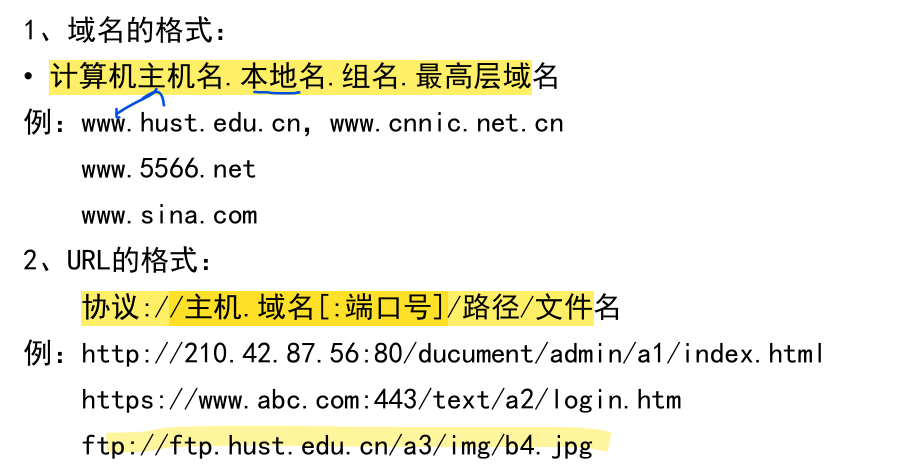 1、域名的格式：
• 计算机主机名.本地名.组名.最高层域名
例：www.hust.edu.cn，www.cnnic.net.cn
www.5566.net
www.sina.com
2、URL的格式：
协议://主机.域名[:端口号]/路径/文件名
例：http://210.42.87.56:80/ducument/admin/a1/index.html
https://www.abc.com:443/text/a2/login.htm
ftp://ftp.hust.edu.cn/a3/img/b4.jpg